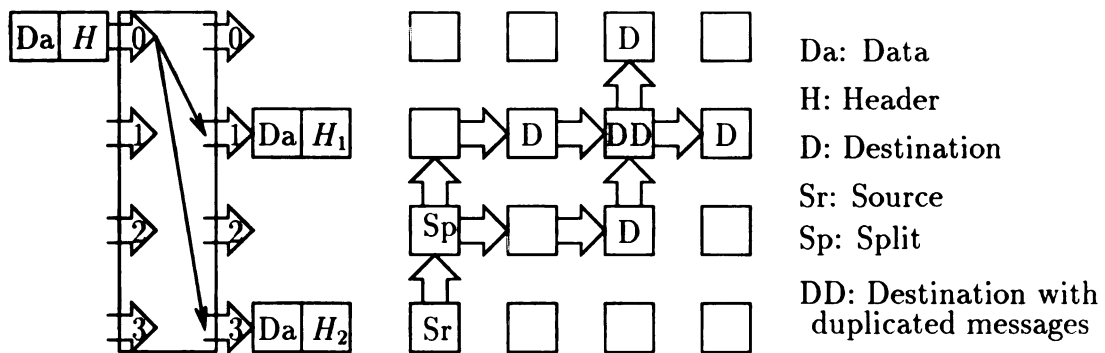 Da H 0 0
1 1 Da H₁
2 2
3 3 Da H₂
D
D DD D
Sp D
Sr
Da: Data
H: Header
D: Destination
Sr: Source
Sp: Split
DD: Destination with
duplicated messages